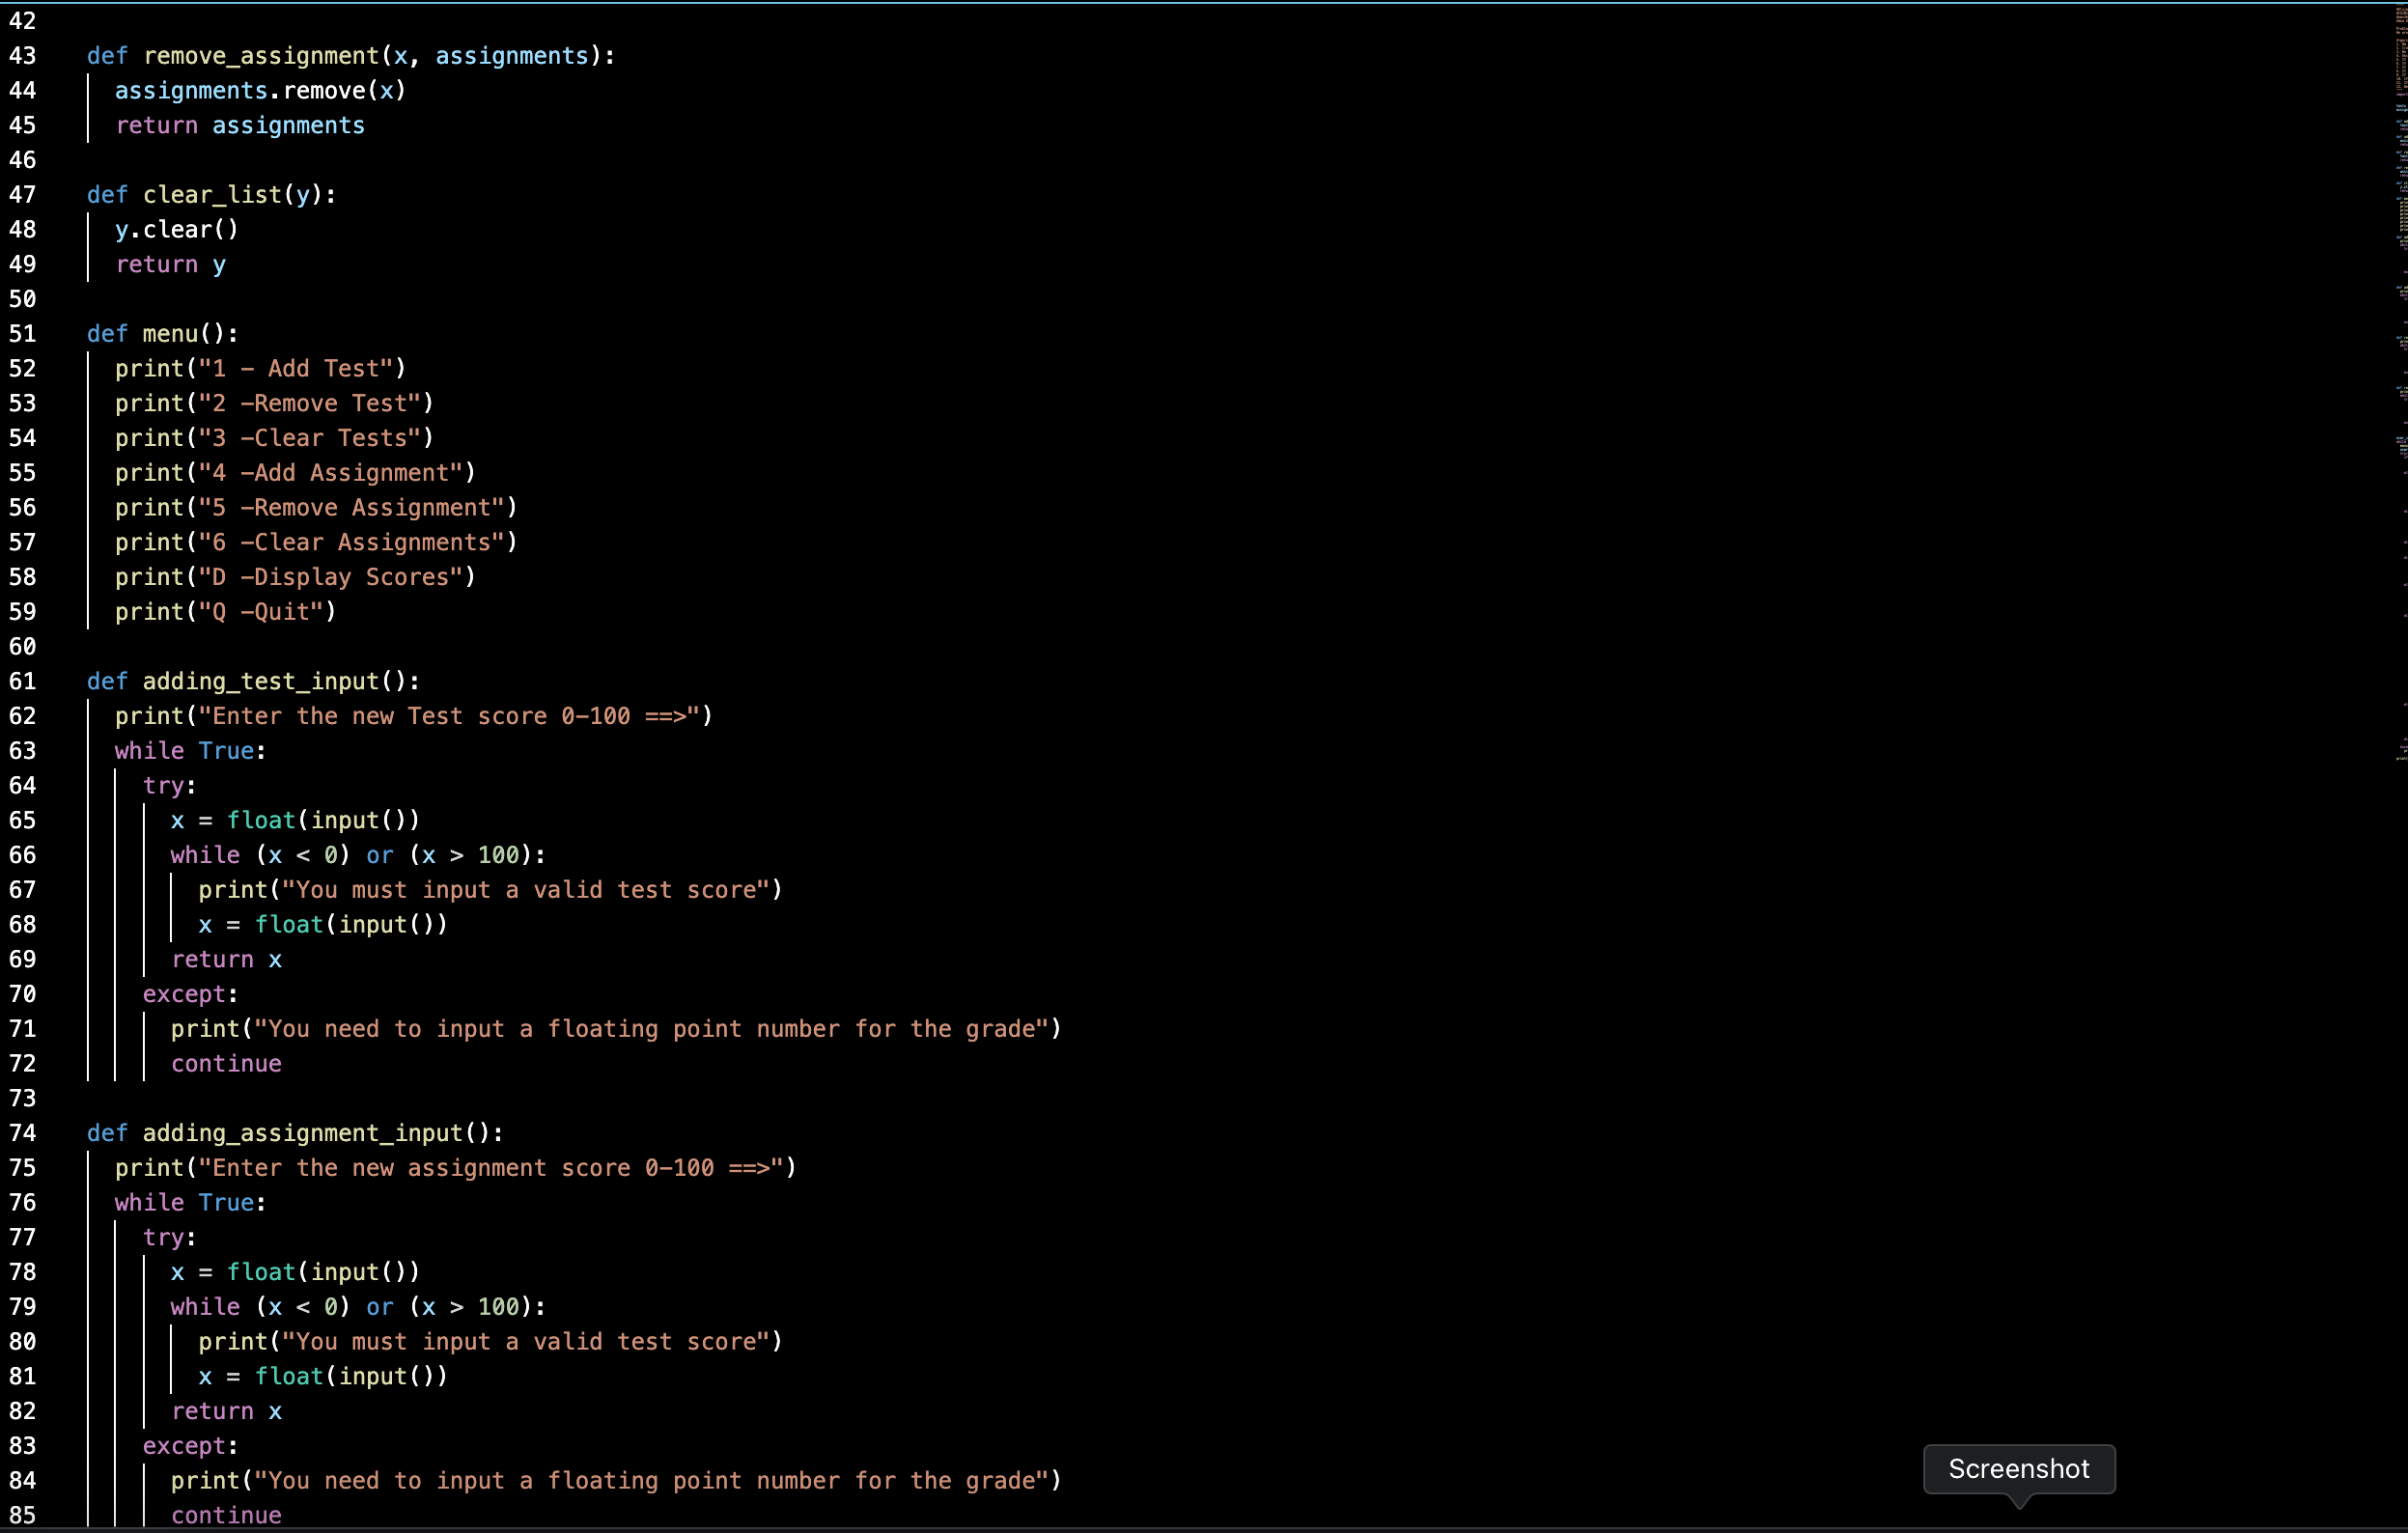 42
43 def remove_assignment(x, assignments):
44 assignments.remove(x)
45 return assignments
46
47 def clear_list(y):
48 y.clear()
49 return y
50
51 def menu():
52 print("1 - Add Test")
53 print("2 -Remove Test")
54 print("3 -Clear Tests")
55 print("4 -Add Assignment")
56 print("5 -Remove Assignment")
57 print("6 -Clear Assignments")
58 print("D -Display Scores")
59 print("Q -Quit")
60
61 def adding_test_input():
62 print("Enter the new Test score 0-100 ==>")
63 while True:
64 try:
65 x = float(input())
66 while (x < 0) or (x > 100):
67 print("You must input a valid test score")
68 x = float(input())
69 return x
70 except:
71 print("You need to input a floating point number for the grade")
72 continue
73
74 def adding_assignment_input():
75 print("Enter the new assignment score 0-100 ==>")
76 while True:
77 try:
78 x = float(input())
79 while (x < 0) or (x > 100):
80 print("You must input a valid test score")
81 x = float(input())
82 return x
83 except:
84 print("You need to input a floating point number for the grade")
85 continue
Screenshot